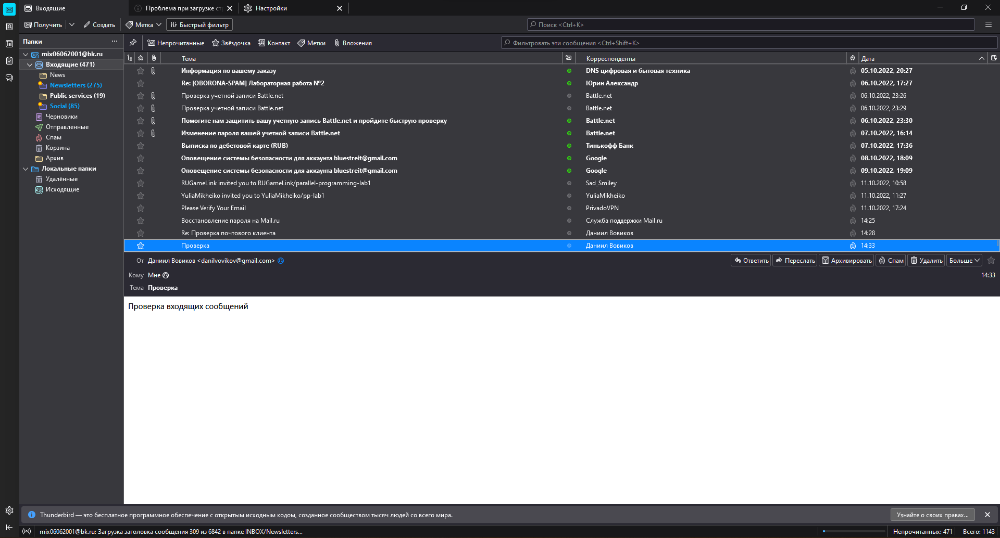 Входящие
Проблема при загрузке ст
Настройки
Получить
Создать
Метка
Быстрый фильтр
Поиск <Ctrl+K>
Папки
Непрочитанные
Звёздочка
Контакт
Метки
Вложения
Фильтровать эти сообщения <Ctrl+Shift+K>
mix06062001@bk.ru
Входящие (471)
News
Newsletters (275)
Public services (19)
Social (85)
Черновики
Отправленные
Спам
Корзина
Архив
Локальные папки
Удалённые
Исходящие
Тема Корреспонденты Дата
Информация по вашему заказу DNS цифровая и бытовая техника 05.10.2022, 20:27
Re: [OBORONA-SPAM] Лабораторная работа №2 Юрин Александр 06.10.2022, 17:27
Проверка учетной записи Battle.net Battle.net 06.10.2022, 23:26
Проверка учетной записи Battle.net Battle.net 06.10.2022, 23:29
Помогите нам защитить вашу учетную запись Battle.net и пройдите быструю проверку Battle.net 06.10.2022, 23:30
Изменение пароля вашей учетной записи Battle.net Battle.net 07.10.2022, 16:14
Выписка по дебетовой карте (RUB) Тинькофф Банк 07.10.2022, 17:36
Оповещение системы безопасности для аккаунта bluestreit@gmail.com Google 08.10.2022, 18:09
Оповещение системы безопасности для аккаунта bluestreit@gmail.com Google 09.10.2022, 19:09
RUGameLink invited you to RUGameLink/parallel-programming-lab1 Sad_Smiley 11.10.2022, 10:58
YuliaMikheiko invited you to YuliaMikheiko/pp-lab1 YuliaMikheiko 11.10.2022, 11:27
Please Verify Your Email PrivadoVPN 11.10.2022, 17:24
Восстановление пароля на Mail.ru Служба поддержки Mail.ru 14:25
Re: Проверка почтового клиента Даниил Вовиков 14:28
Проверка Даниил Вовиков 14:33
От Даниил Вовиков <danilvovikov@gmail.com>
Ответить
Переслать
Архивировать
Спам
Удалить
Больше
Кому Мне 14:33
Тема Проверка
Проверка входящих сообщений
Thunderbird — это бесплатное программное обеспечение с открытым исходным кодом, созданное сообществом тысяч людей со всего мира.
Узнайте о своих правах...
mix06062001@bk.ru: Загрузка заголовка сообщения 309 из 6842 в папке INBOX/Newsletters...
Непрочитанных: 471 Всего: 1143